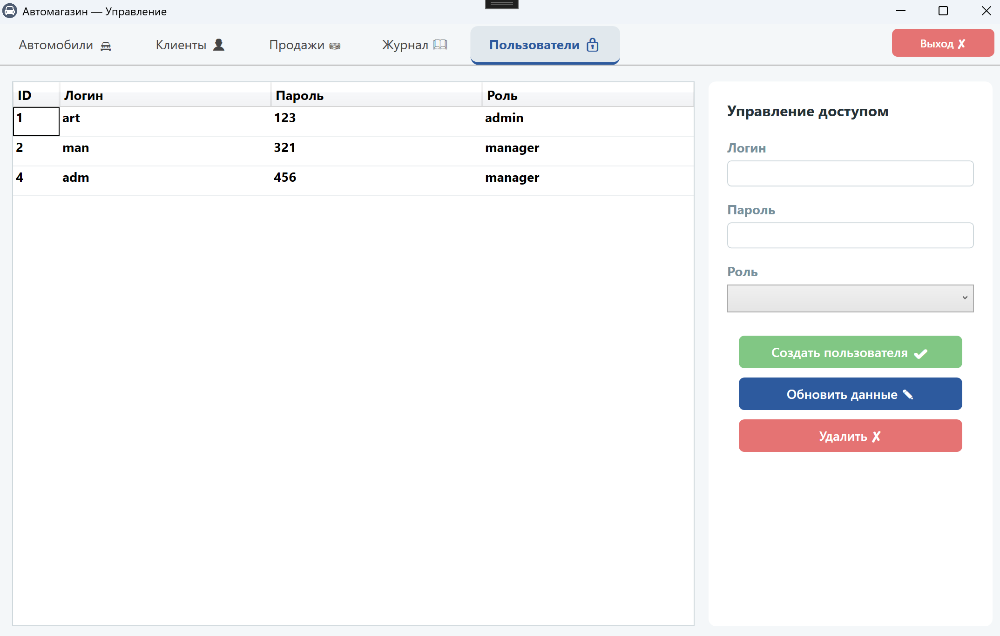 Автомагазин — Управление
Автомобили Клиенты Продажи Журнал Пользователи Выход ✘
ID Логин Пароль Роль
1 art 123 admin
2 man 321 manager
4 adm 456 manager
Управление доступом
Логин
Пароль
Роль
Создать пользователя ✔
Обновить данные ✎
Удалить ✘